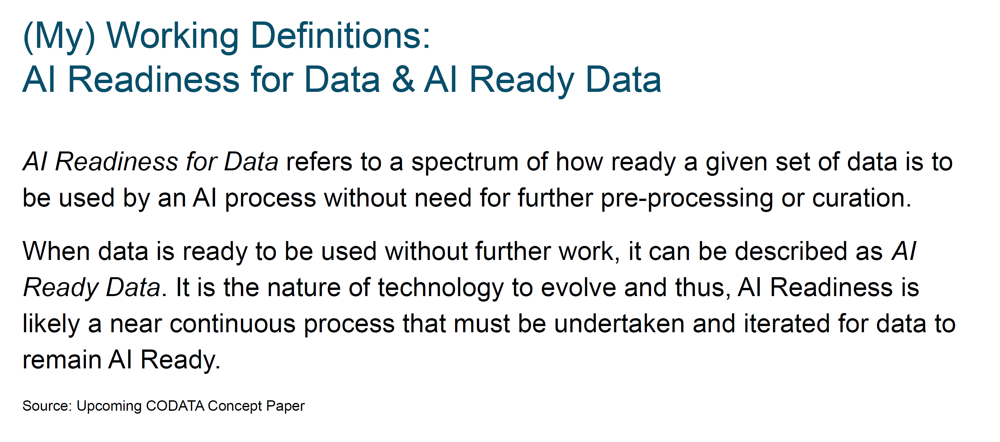 (My) Working Definitions:
AI Readiness for Data & AI Ready Data
AI Readiness for Data refers to a spectrum of how ready a given set of data is to
be used by an AI process without need for further pre-processing or curation.
When data is ready to be used without further work, it can be described as AI
Ready Data. It is the nature of technology to evolve and thus, AI Readiness is
likely a near continuous process that must be undertaken and iterated for data to
remain AI Ready.
Source: Upcoming CODATA Concept Paper